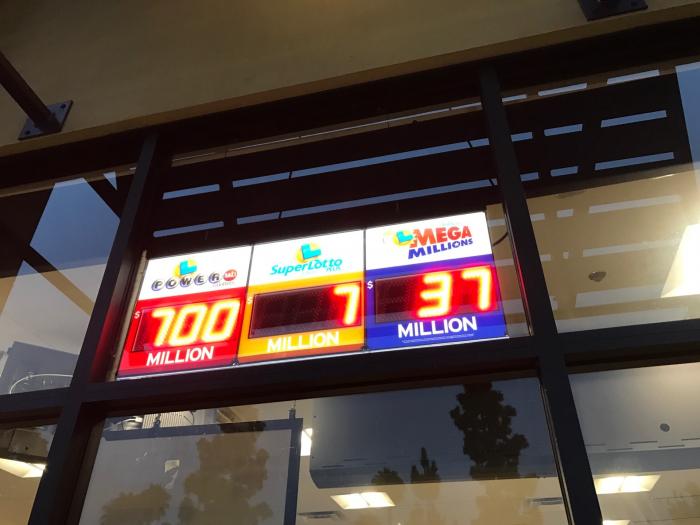 POWERBALL
$700
MILLION
SuperLotto
PLUS
$7
MILLION
MEGA
MILLIONS
$37
MILLION